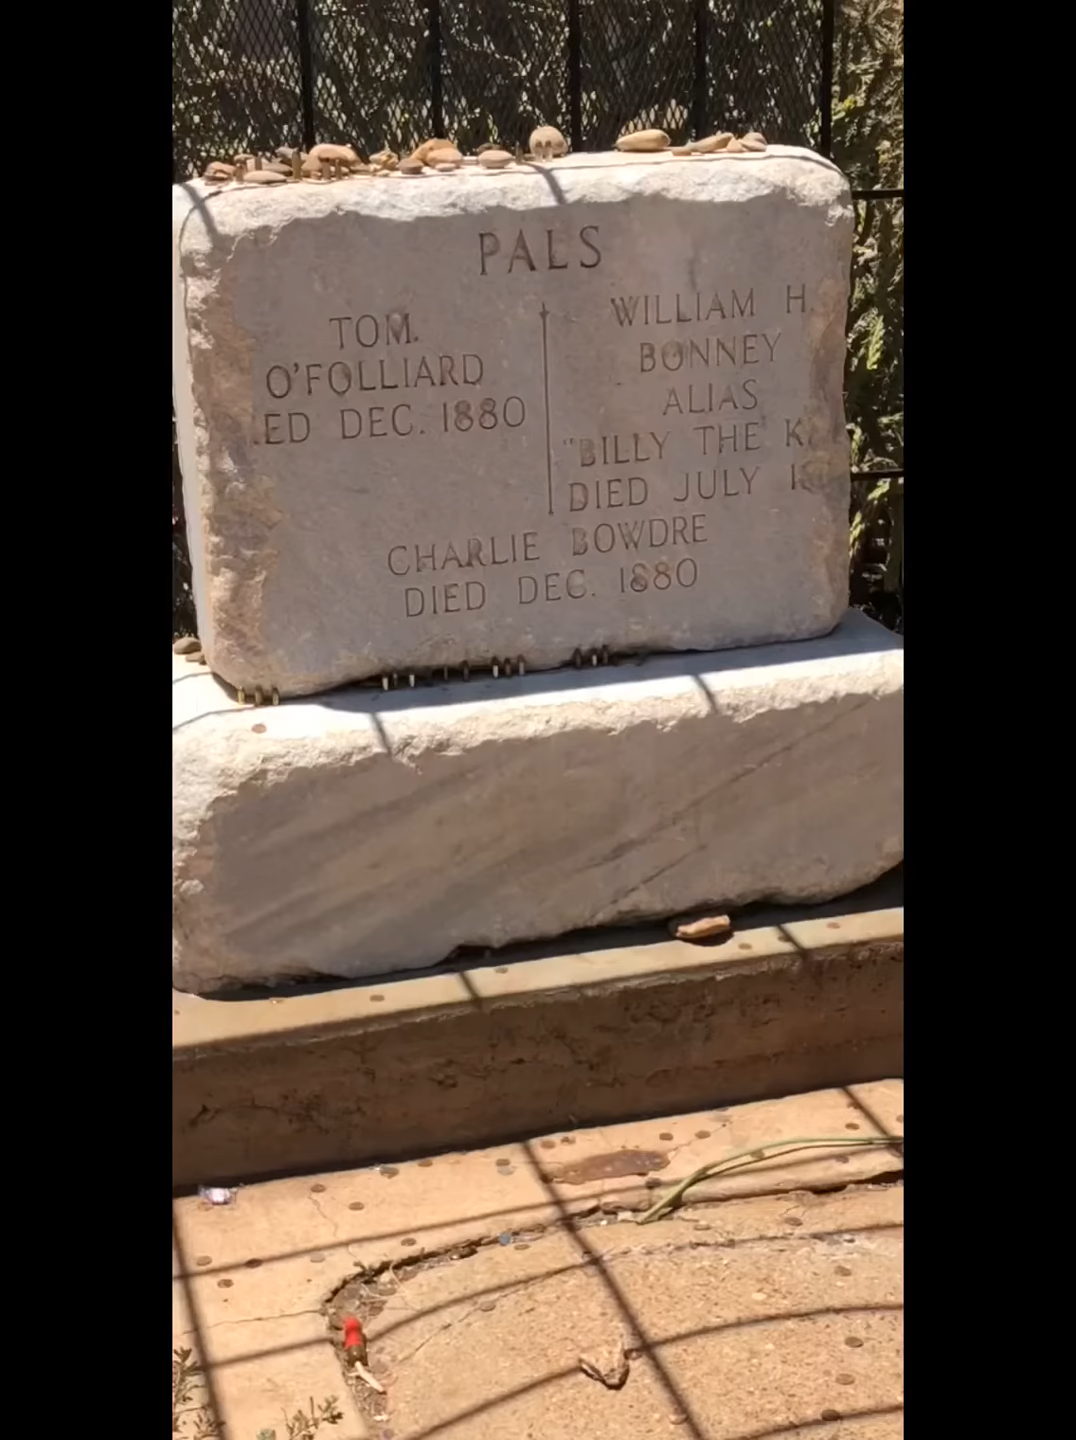 PALS
TOM.
O'FOLLIARD
ED DEC. 1880
WILLIAM H.
BONNEY
ALIAS
"BILLY THE K
DIED JULY 1
CHARLIE BOWDRE
DIED DEC. 1880